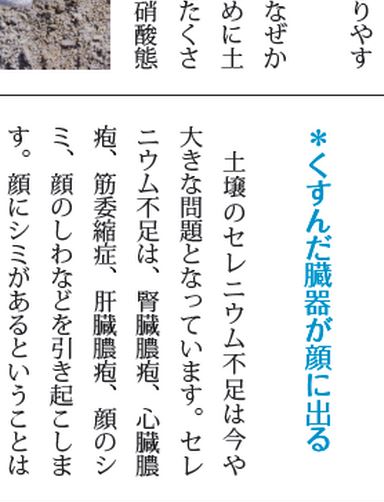 りやす
なぜか
めに土
たくさ
硝酸態
＊くすんだ臓器が顔に出る
土壌のセレニウム不足は今や
大きな問題となっています。セレ
ニウム不足は、腎臓膿疱、心臓膿
疱、筋委縮症、肝臓膿疱、顔のシ
ミ、顔のしわなどを引き起こしま
す。顔にシミがあるということは